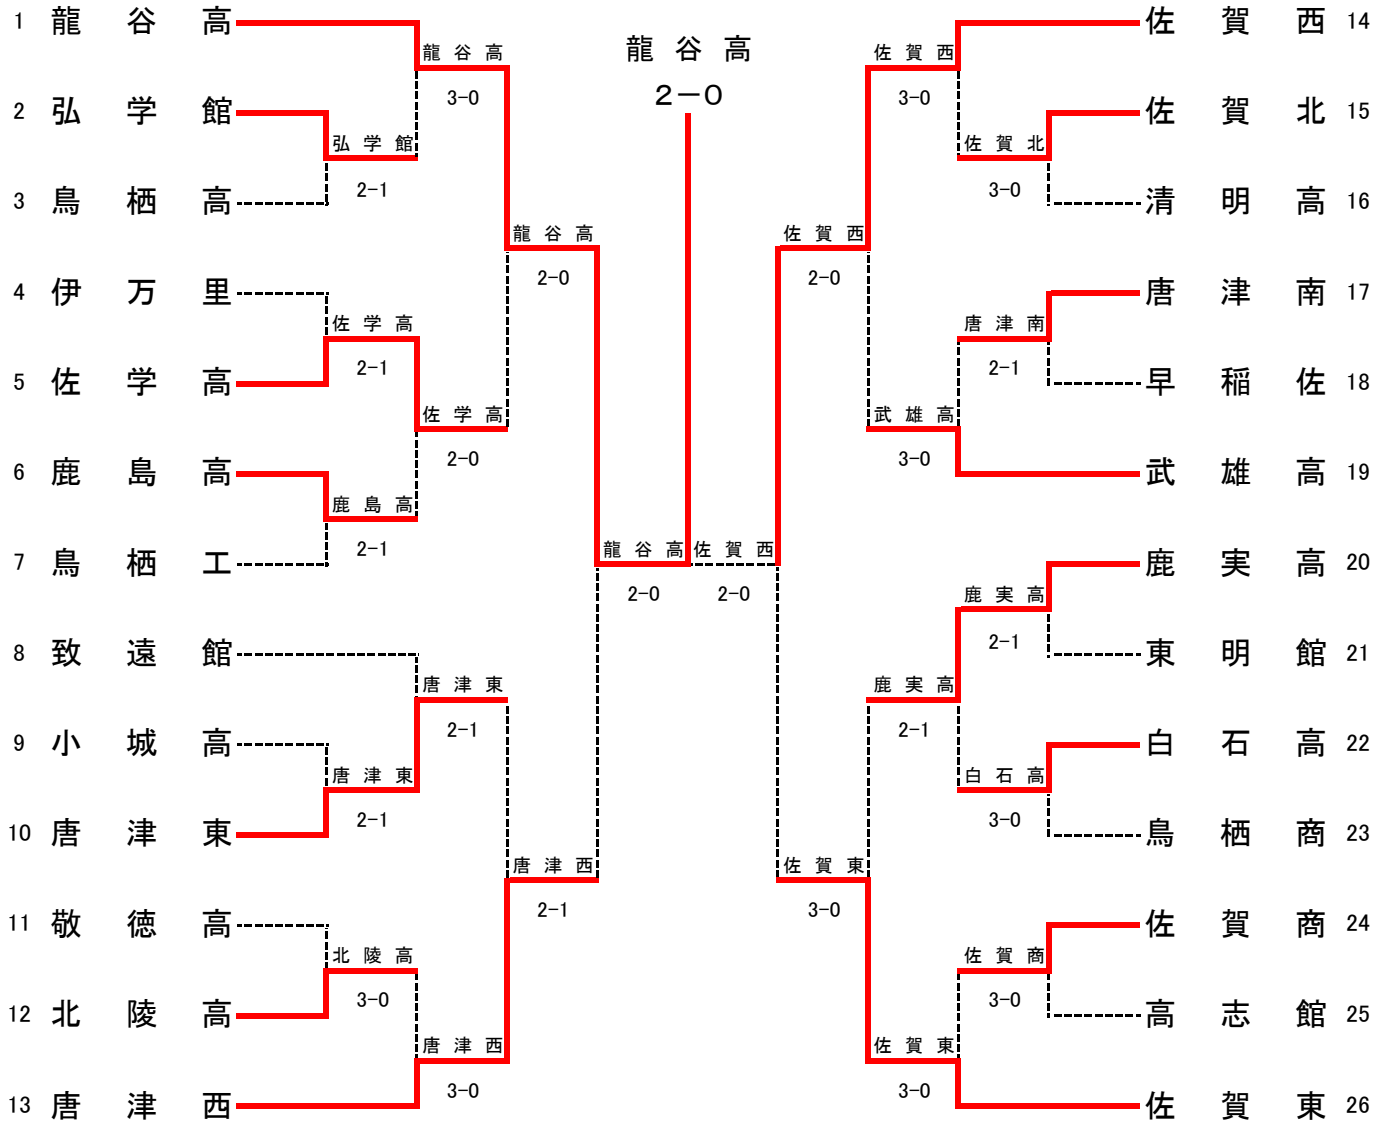 1 龍谷高
2 弘学館
3 鳥栖高
4 伊万里
5 佐学高
6 鹿島高
7 鳥栖工
8 致遠館
9 小城高
10 唐津東
11 敬徳高
12 北陵高
13 唐津西
弘学館
2-1
佐学高
2-1
鹿島高
2-1
唐津東
2-1
北陵高
3-0
龍谷高
3-0
佐学高
2-0
唐津東
2-1
唐津西
3-0
龍谷高
2-0
唐津西
2-1
龍谷高
2-0
龍谷高
2－0
佐賀西
2-0
佐賀西
2-0
佐賀東
3-0
佐賀西
3-0
武雄高
3-0
鹿実高
2-1
佐賀東
3-0
佐賀北
3-0
唐津南
2-1
鹿実高
2-1
白石高
3-0
佐賀商
3-0
佐賀西 14
佐賀北 15
清明高 16
唐津南 17
早稲佐 18
武雄高 19
鹿実高 20
東明館 21
白石高 22
鳥栖商 23
佐賀商 24
高志館 25
佐賀東 26